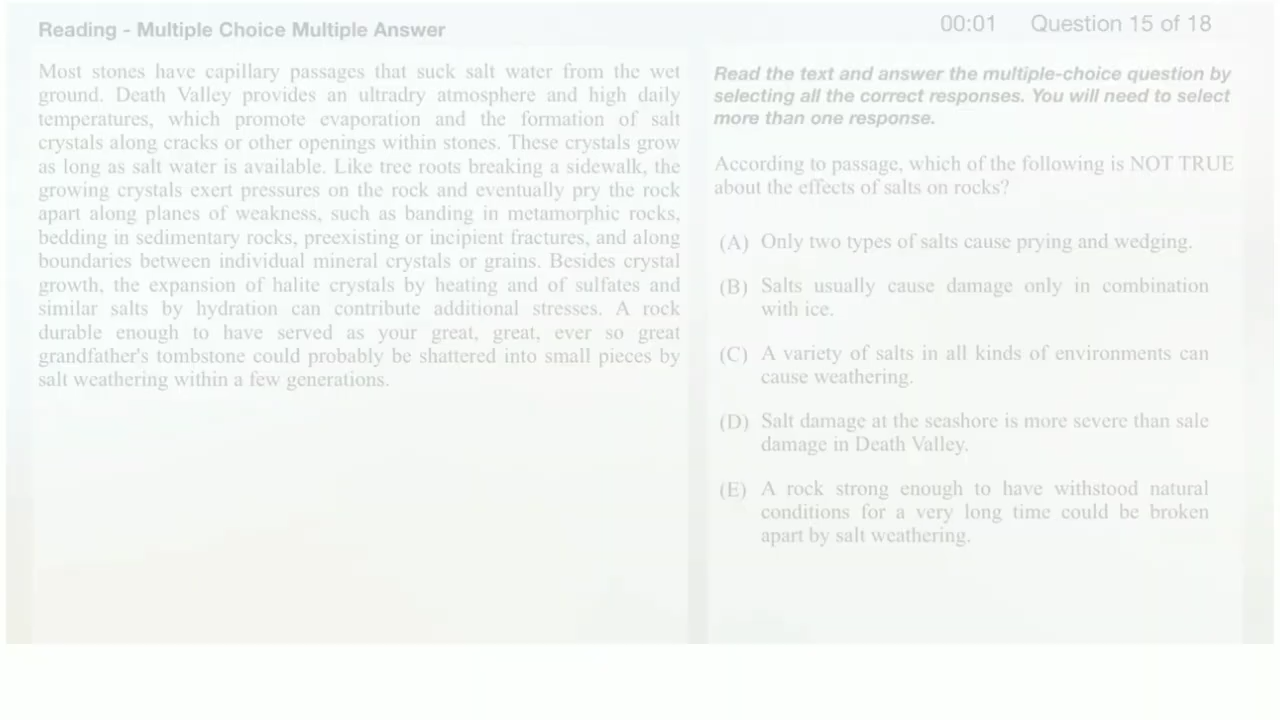 Reading - Multiple Choice Multiple Answer
00:01 Question 15 of 18
Most stones have capillary passages that suck salt water from the wet
ground. Death Valley provides an ultradry atmosphere and high daily
temperatures, which promote evaporation and the formation of salt
crystals along cracks or other openings within stones. These crystals grow
as long as salt water is available. Like tree roots breaking a sidewalk, the
growing crystals exert pressures on the rock and eventually pry the rock
apart along planes of weakness, such as banding in metamorphic rocks,
bedding in sedimentary rocks, preexisting or incipient fractures, and along
boundaries between individual mineral crystals or grains. Besides crystal
growth, the expansion of halite crystals by heating and of sulfates and
similar salts by hydration can contribute additional stresses. A rock
durable enough to have served as your great, great, ever so great
grandfather's tombstone could probably be shattered into small pieces by
salt weathering within a few generations.
Read the text and answer the multiple-choice question by
selecting all the correct responses. You will need to select
more than one response.
According to passage, which of the following is NOT TRUE
about the effects of salts on rocks?
(A) Only two types of salts cause prying and wedging.
(B) Salts usually cause damage only in combination
with ice.
(C) A variety of salts in all kinds of environments can
cause weathering.
(D) Salt damage at the seashore is more severe than sale
damage in Death Valley.
(E) A rock strong enough to have withstood natural
conditions for a very long time could be broken
apart by salt weathering.